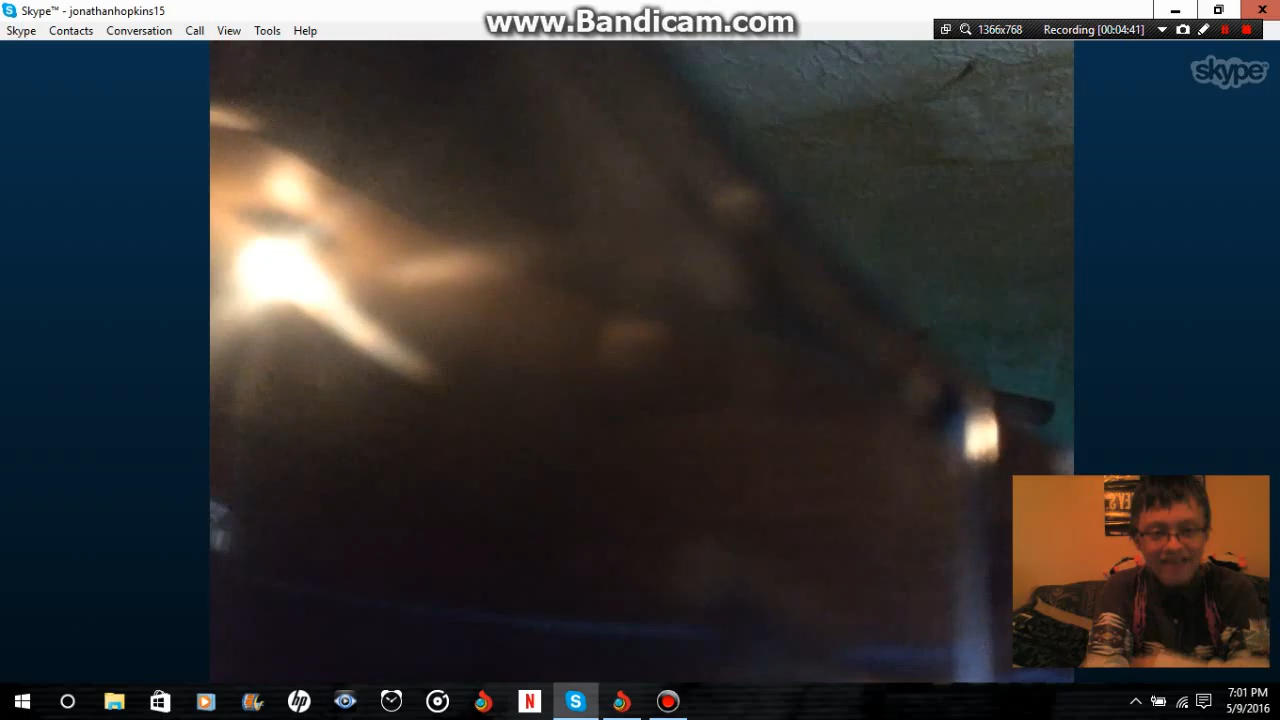 Skype™ - jonathanhopkins15
www.Bandicam.com
Skype Contacts Conversation Call View Tools Help
1366x768 Recording [00:04:41]
skype
hp
N
7:01 PM
5/9/2016